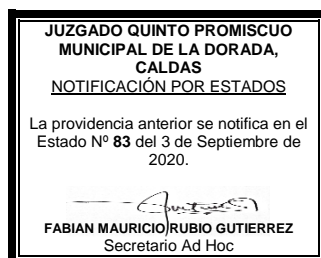 JUZGADO QUINTO PROMISCUO
MUNICIPAL DE LA DORADA,
CALDAS
NOTIFICACIÓN POR ESTADOS
La providencia anterior se notifica en el
Estado Nº 83 del 3 de Septiembre de
2020.
FABIAN MAURICIO RUBIO GUTIERREZ
Secretario Ad Hoc